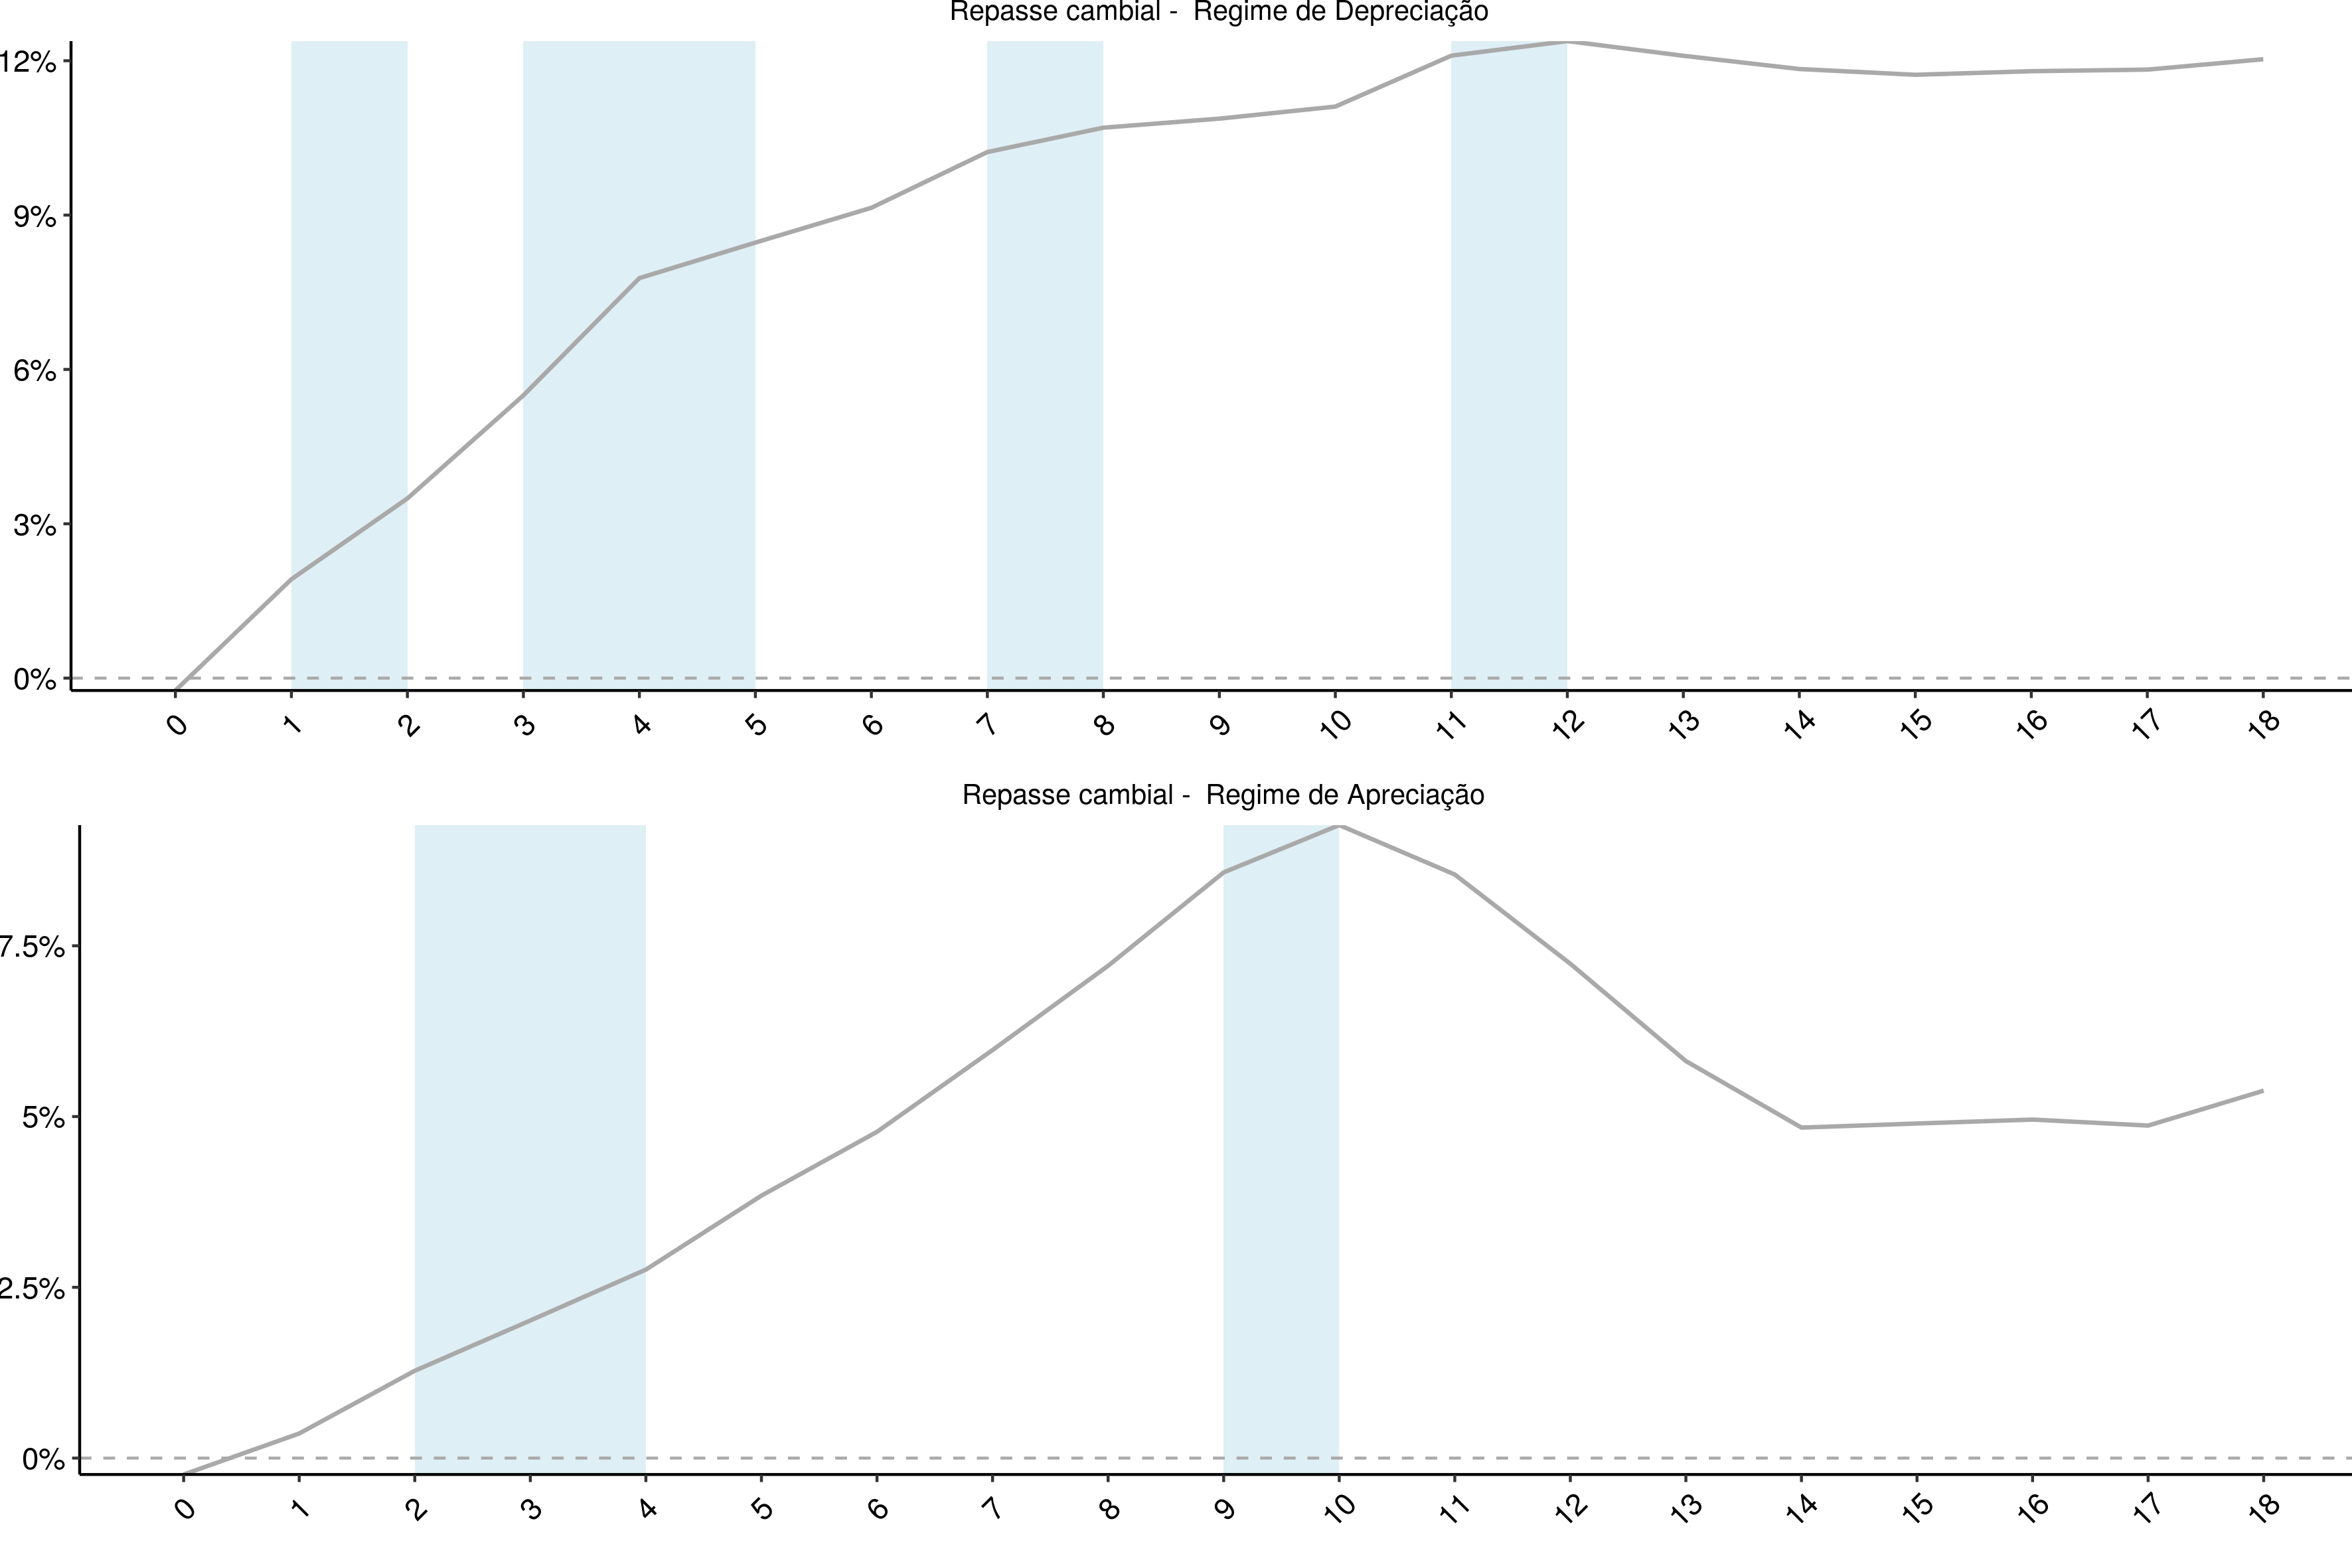 Repasse cambial -  Regime de Depreciação
12%
9%
6%
3%
0%
0 1 2 3 4 5 6 7 8 9 10 11 12 13 14 15 16 17 18
Repasse cambial -  Regime de Apreciação
7.5%
5%
2.5%
0%
0 1 2 3 4 5 6 7 8 9 10 11 12 13 14 15 16 17 18